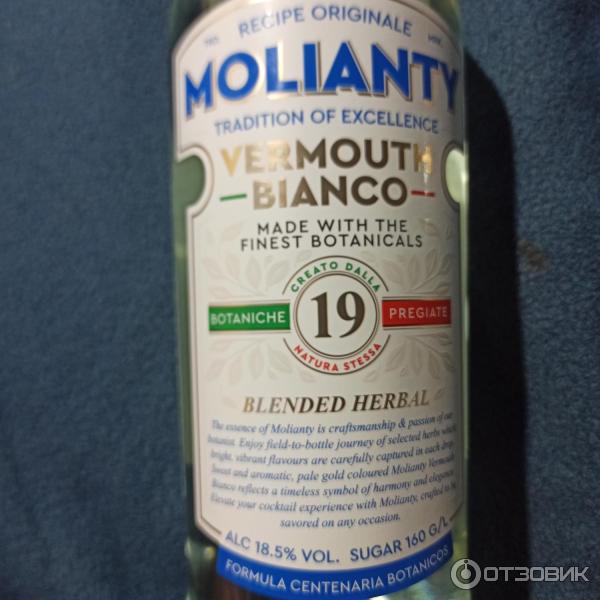 RECIPE ORIGINALE
MOLIANTY
TRADITION OF EXCELLENCE
VERMOUTH
BIANCO
MADE WITH THE
FINEST BOTANICALS
CREATO DALLA
BOTANICHE 19 PREGIATE
NATURA STESSA
BLENDED HERBAL
The essence of Molianty is craftsmanship & passion of our
botanist. Enjoy field-to-bottle journey of selected herbs
bright, vibrant flavours are carefully captured in each drop.
Sweet and aromatic, pale gold coloured Molianty Vermouth
Bianco reflects a timeless symbol of harmony and elegance.
Elevate your cocktail experience with Molianty, crafted to be
savored on any occasion.
ALC 18.5% VOL. SUGAR 160 G/L
FORMULA CENTENARIA BOTANICOS
ОТЗОВИК